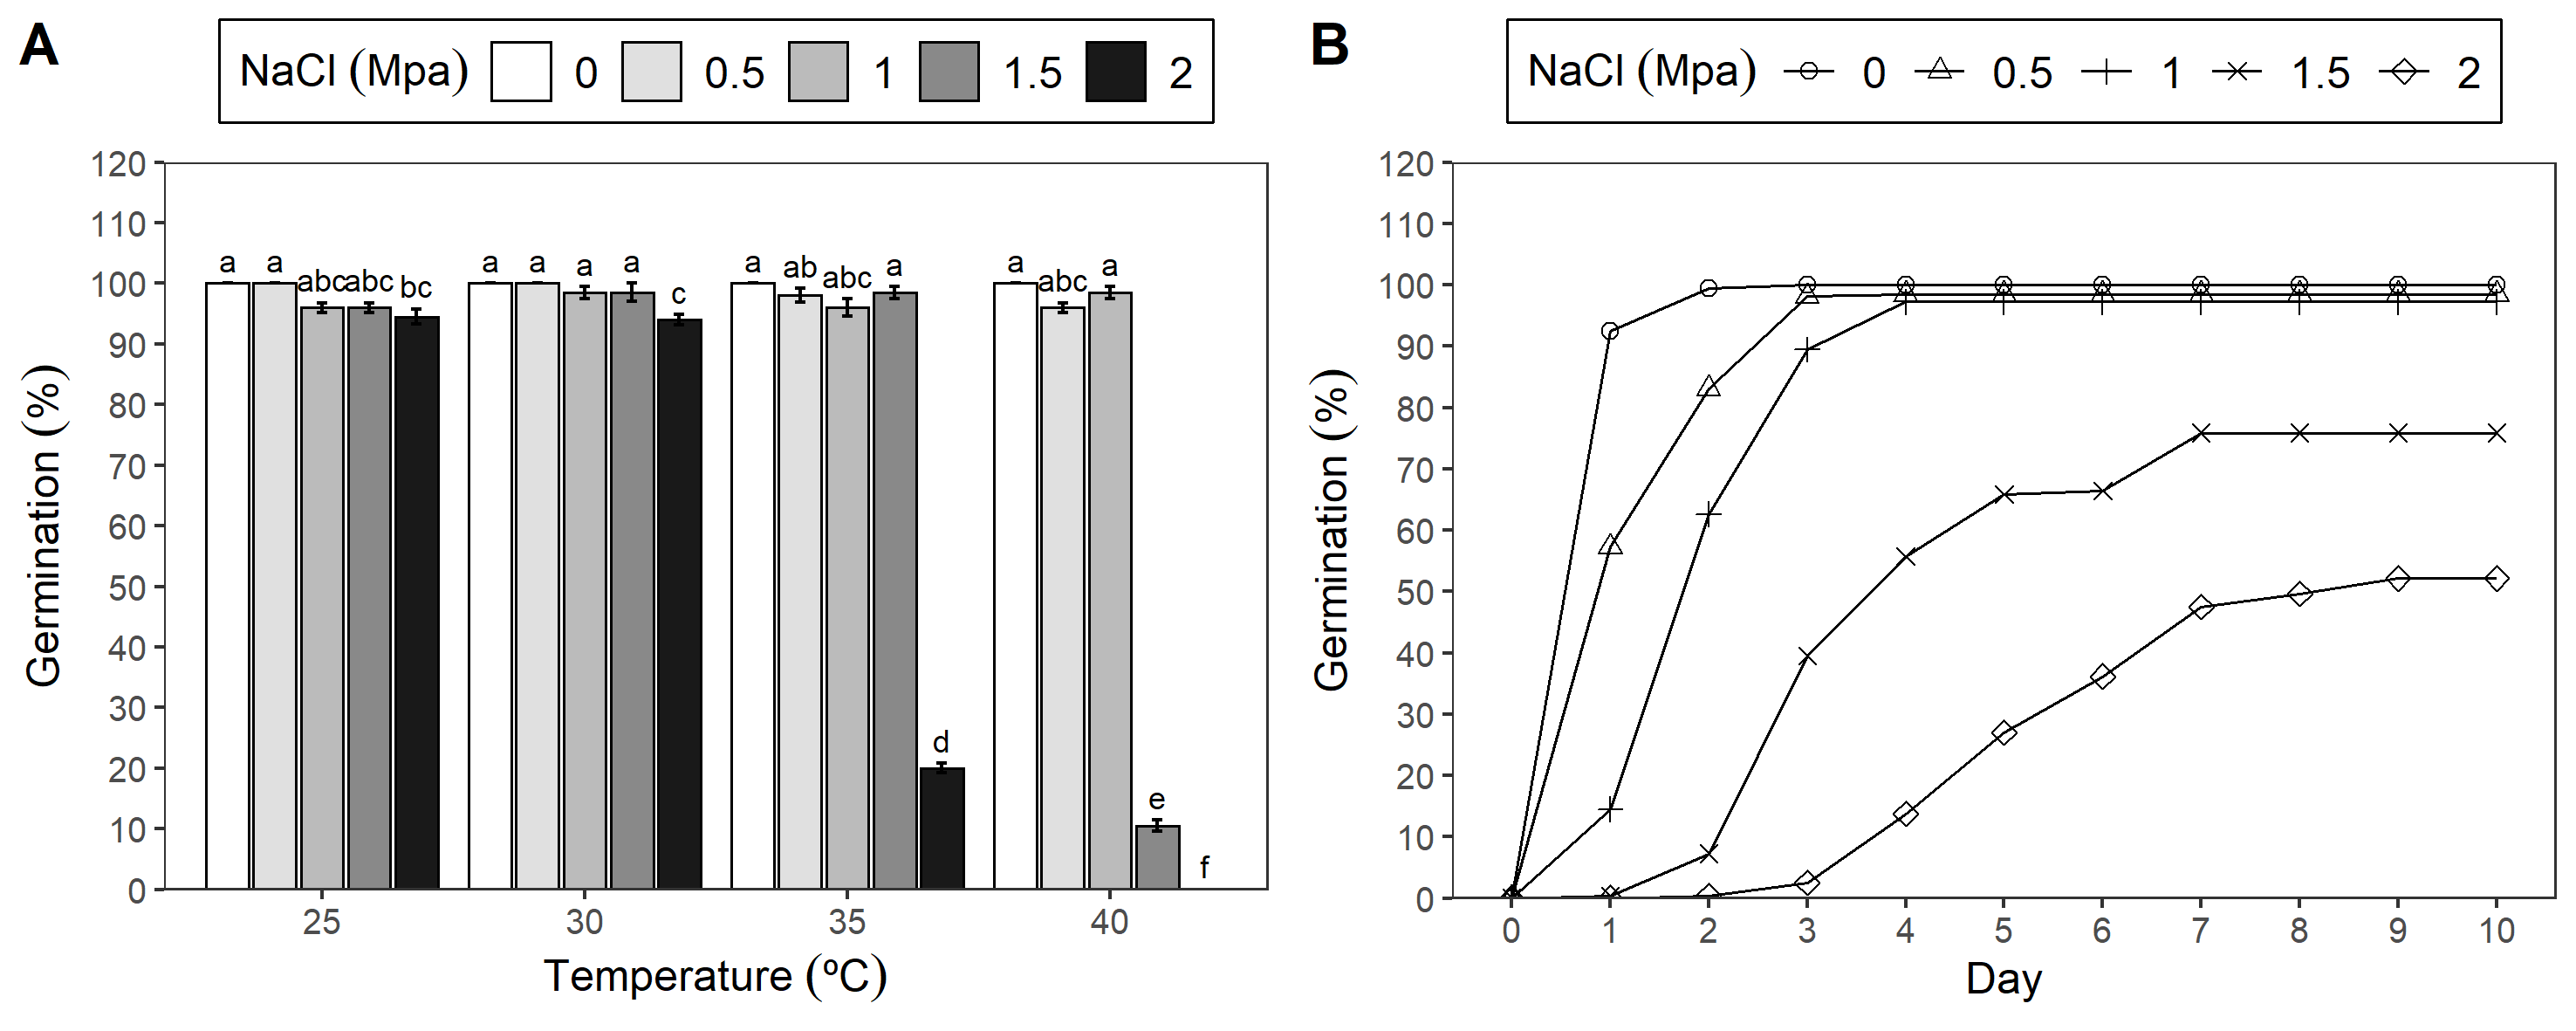 A
NaCl (Mpa) 0 0.5 1 1.5 2
120
110
100
90
80
70
60
50
40
30
20
10
0
Germination (%)
a a abc abc bc
a a a a c
a ab abc a d
a abc a e f
25 30 35 40
Temperature (ºC)
B
NaCl (Mpa) 0 0.5 1 1.5 2
120
110
100
90
80
70
60
50
40
30
20
10
0
Germination (%)
0 1 2 3 4 5 6 7 8 9 10
Day